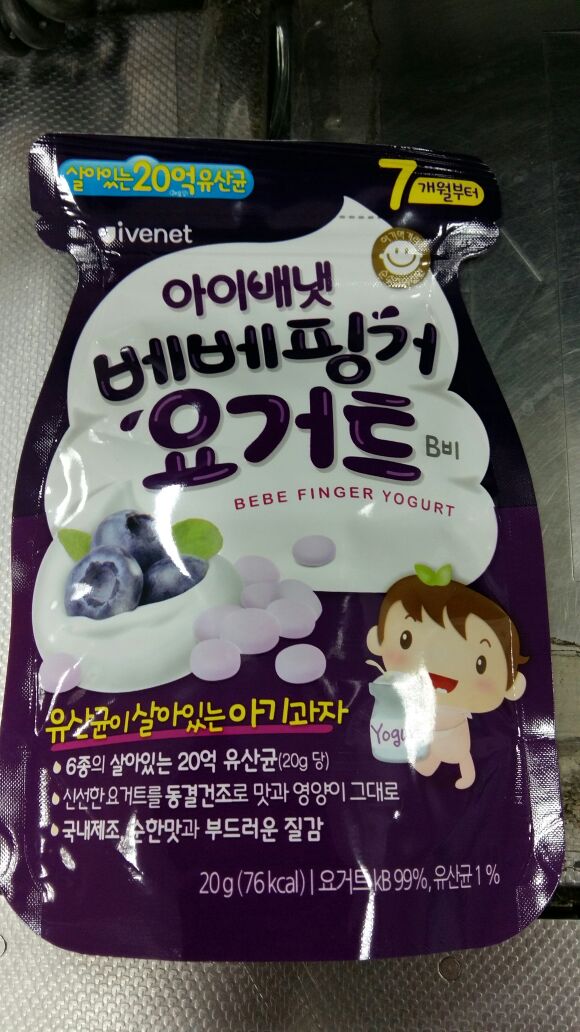 살아있는20억유산균
7개월부터
ivenet
아이배냇
베베핑거
요거트 B비
BEBE FINGER YOGURT
Yogu
유산균이 살아있는 아기과자
6종의 살아있는 20억 유산균(20g 당)
신선한 요거트를 동결건조로 맛과 영양이 그대로
국내제조, 순한맛과 부드러운 질감
20g(76kcal) | 요거트 kB 99%, 유산균 1%